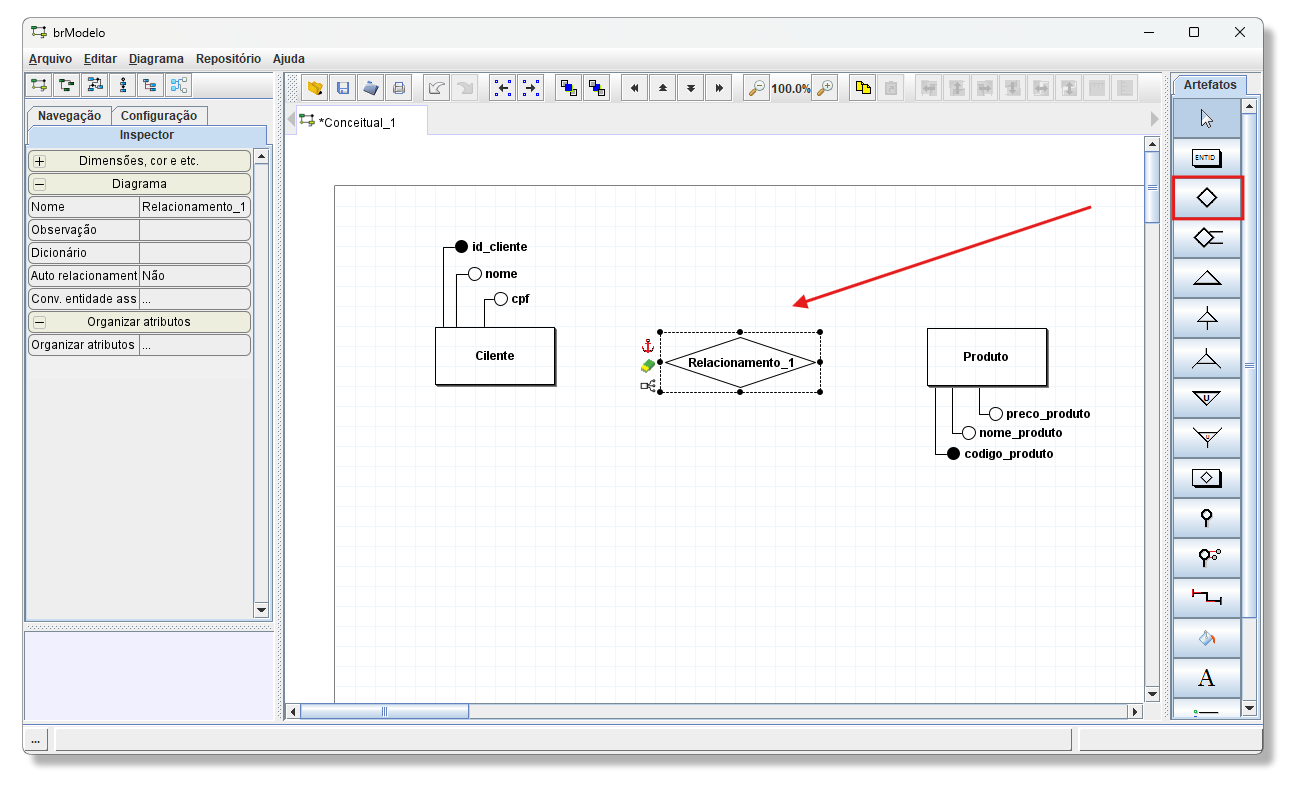 brModelo
Arquivo Editar Diagrama Repositório Ajuda
100.0%
Navegação Configuração
Inspector
Dimensões, cor e etc.
Diagrama
Nome Relacionamento_1
Observação
Dicionário
Auto relacionament Não
Conv. entidade ass ...
Organizar atributos
Organizar atributos ...
*Conceitual_1
id_cliente
nome
cpf
Cilente
Relacionamento_1
Produto
preco_produto
nome_produto
codigo_produto
Artefatos
ENTID
U
U
A
...